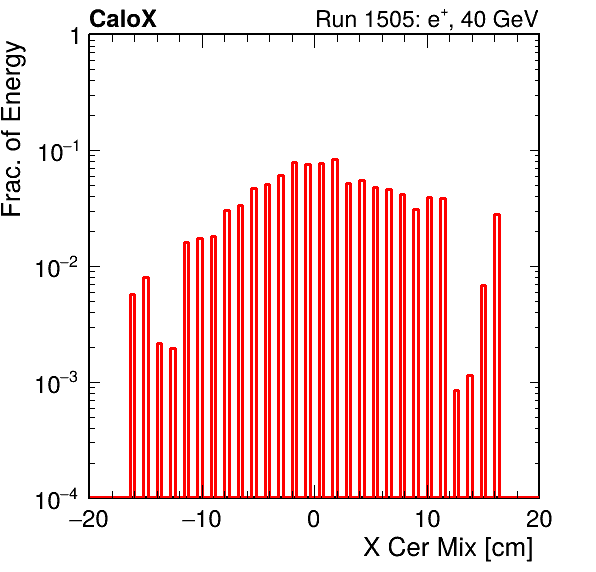 CaloX Run 1505: e⁺, 40 GeV
Frac. of Energy
1
10⁻¹
10⁻²
10⁻³
10⁻⁴
−20 −10 0 10 20
X Cer Mix [cm]